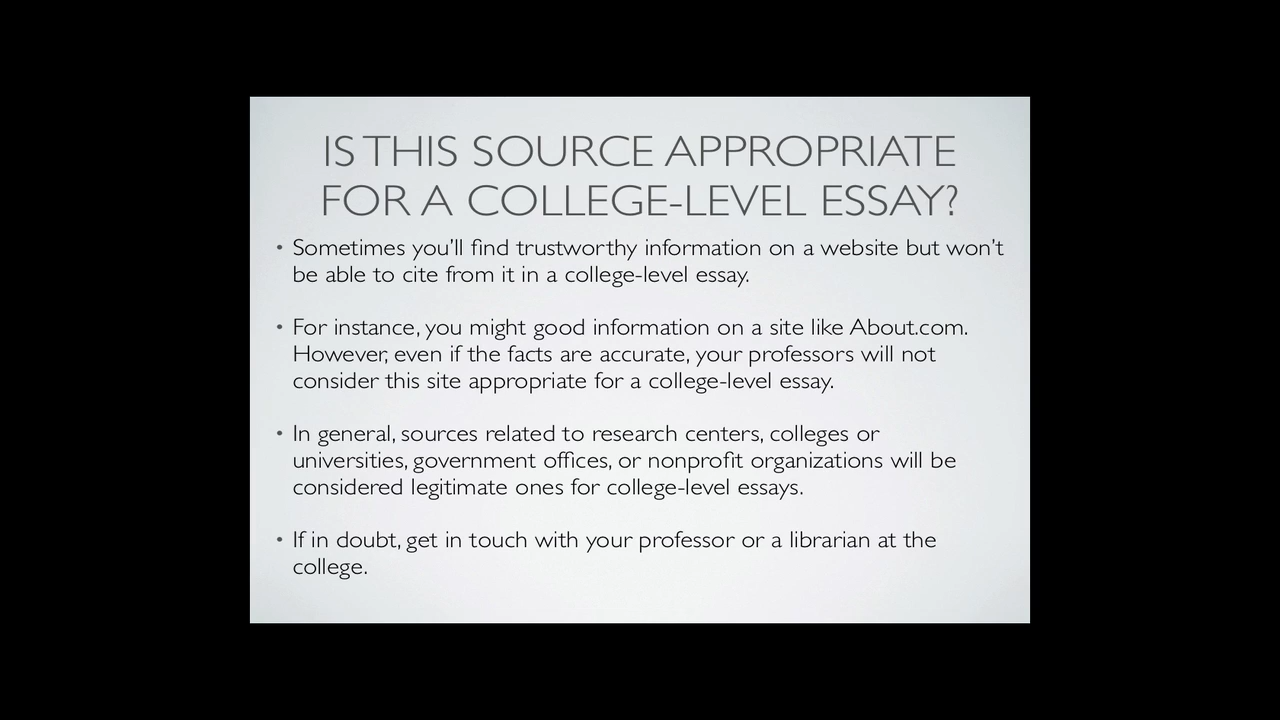 IS THIS SOURCE APPROPRIATE
FOR A COLLEGE-LEVEL ESSAY?
• Sometimes you'll find trustworthy information on a website but won't
be able to cite from it in a college-level essay.
• For instance, you might good information on a site like About.com.
However, even if the facts are accurate, your professors will not
consider this site appropriate for a college-level essay.
• In general, sources related to research centers, colleges or
universities, government offices, or nonprofit organizations will be
considered legitimate ones for college-level essays.
• If in doubt, get in touch with your professor or a librarian at the
college.